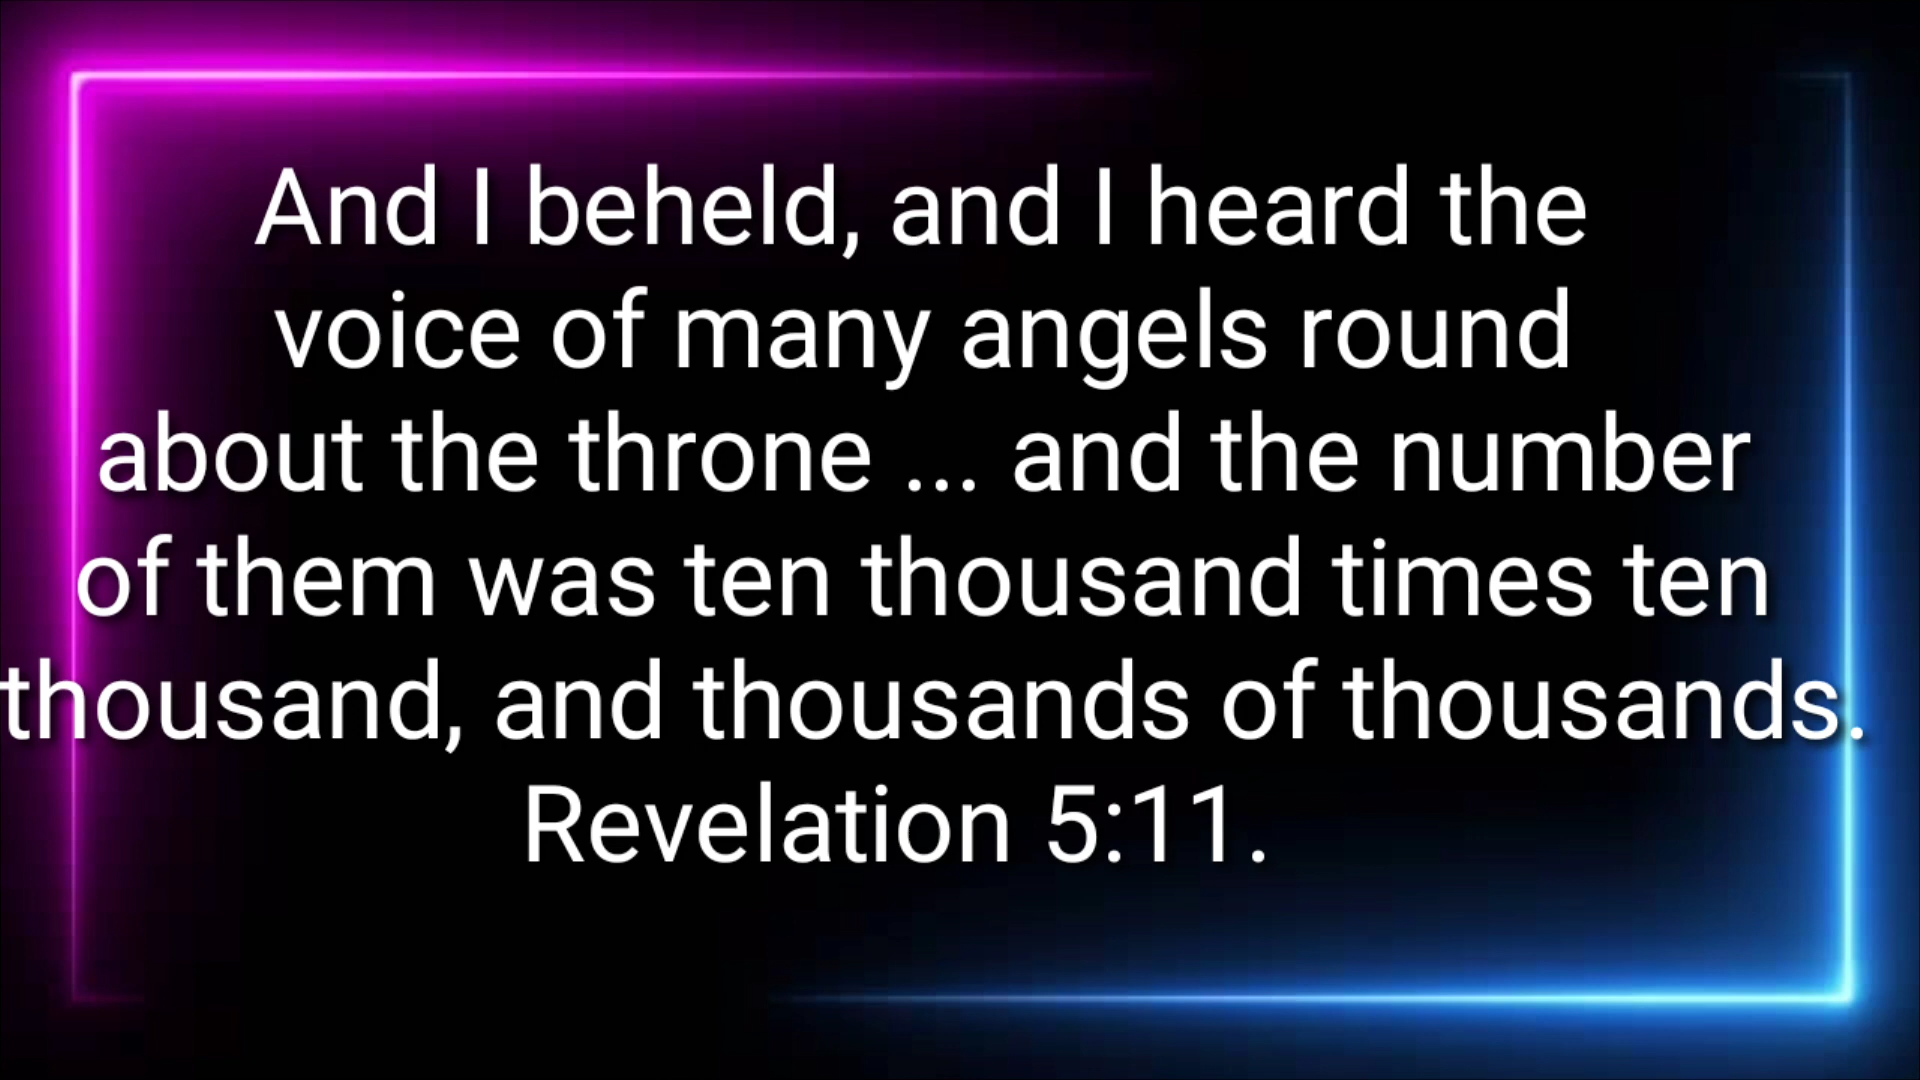 And I beheld, and I heard the
voice of many angels round
about the throne ... and the number
of them was ten thousand times ten
thousand, and thousands of thousands.
Revelation 5:11.